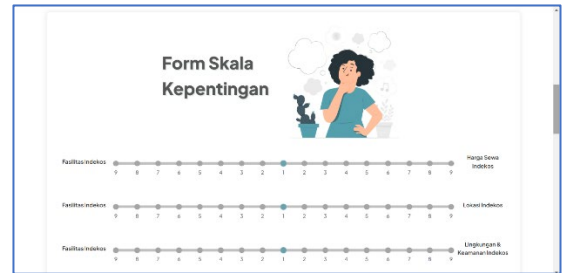 Form Skala
Kepentingan
Fasilitas Indekos
9 8 7 6 5 4 3 2 1 2 3 4 5 6 7 8 9
Harga Sewa
Indekos
Fasilitas Indekos
9 8 7 6 5 4 3 2 1 2 3 4 5 6 7 8 9
Lokasi Indekos
Fasilitas Indekos
9 8 7 6 5 4 3 2 1 2 3 4 5 6 7 8 9
Lingkungan &
Keamanan Indekos